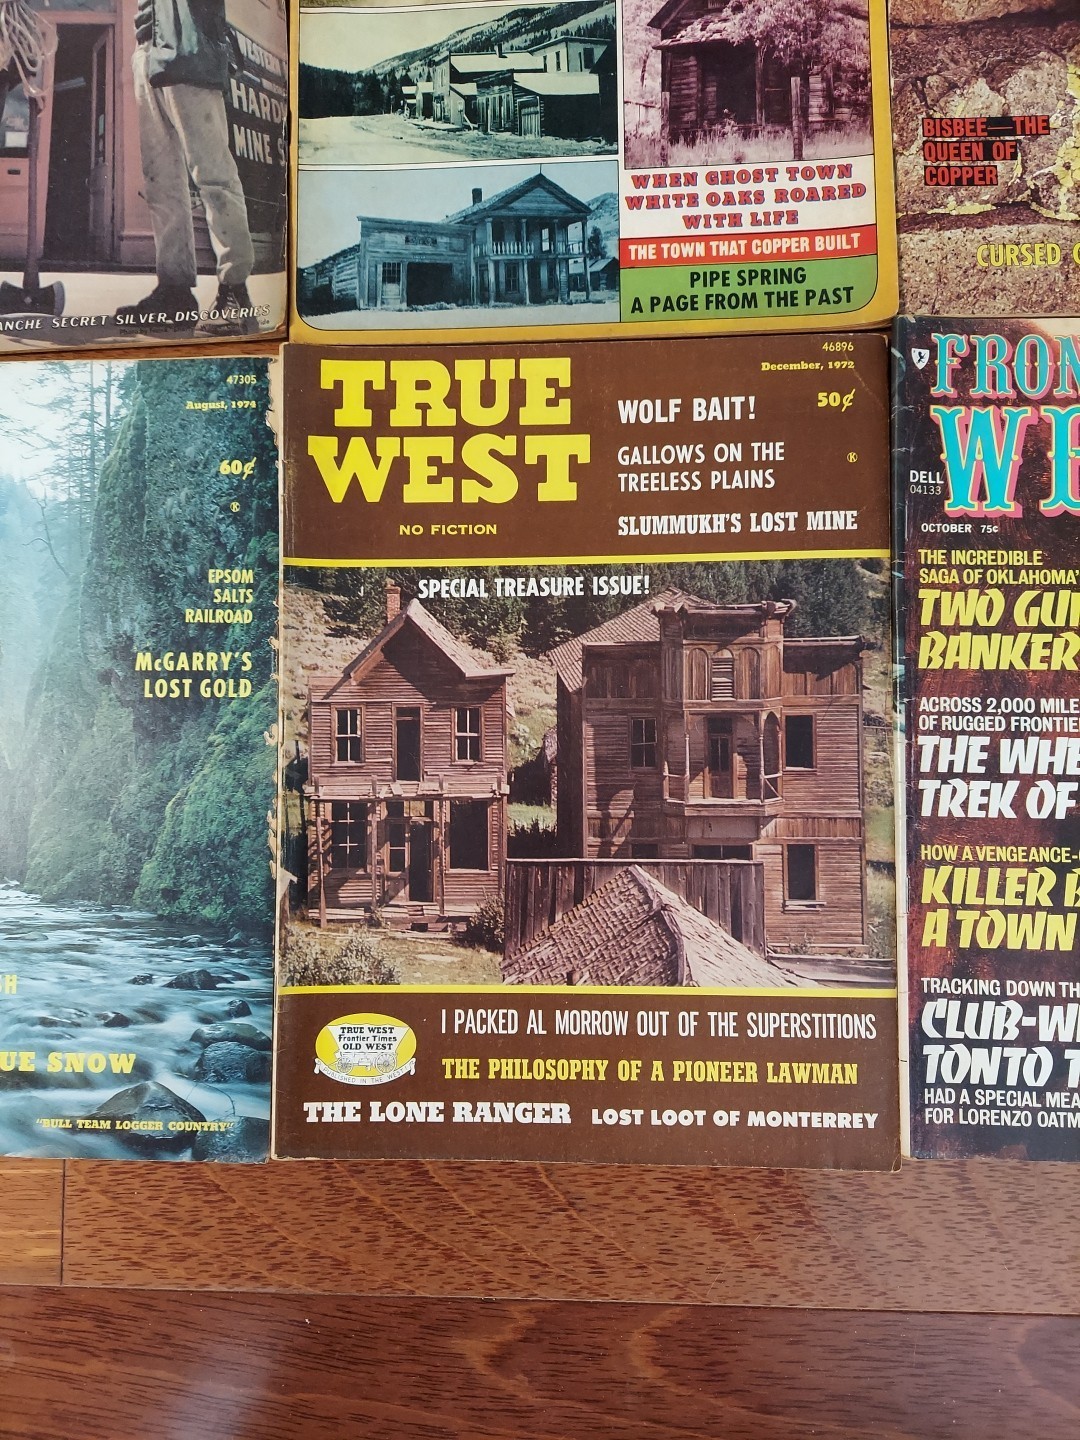 WESTERN
HARD
MINE
ANCHE SECRET SILVER DISCOVERIES
WHEN GHOST TOWN
WHITE OAKS ROARED
WITH LIFE
THE TOWN THAT COPPER BUILT
PIPE SPRING
A PAGE FROM THE PAST
BISBEE—THE
QUEEN OF
COPPER
CURSED
47305
August, 1974
60¢
EPSOM
SALTS
RAILROAD
McGARRY'S
LOST GOLD
UE SNOW
"BULL TEAM LOGGER COUNTRY"
TRUE
WEST
NO FICTION
46896
December, 1972
50¢
WOLF BAIT!
GALLOWS ON THE
TREELESS PLAINS
K
SLUMMUKH'S LOST MINE
SPECIAL TREASURE ISSUE!
TRUE WEST
Frontier Times
OLD WEST
PUBLISHED IN THE WEST
I PACKED AL MORROW OUT OF THE SUPERSTITIONS
THE PHILOSOPHY OF A PIONEER LAWMAN
THE LONE RANGER LOST LOOT OF MONTERREY
FRON
WE
DELL
04133
OCTOBER 75¢
THE INCREDIBLE
SAGA OF OKLAHOMA'
TWO GU
BANKER
ACROSS 2,000 MILE
OF RUGGED FRONTIE
THE WHE
TREK OF
HOW A VENGEANCE-
KILLER B
A TOWN
TRACKING DOWN TH
CLUB-W
TONTO T
HAD A SPECIAL MEA
FOR LORENZO OATM